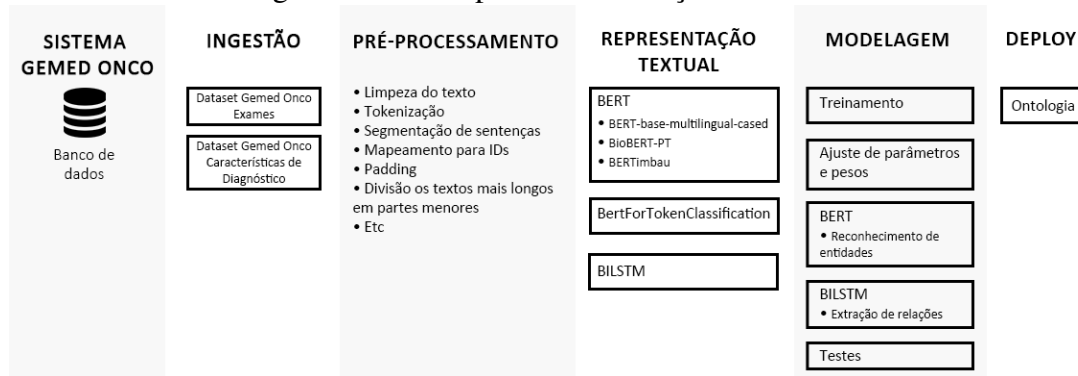 SISTEMA
GEMED ONCO
Banco de
dados
INGESTÃO
Dataset Gemed Onco
Exames
Dataset Gemed Onco
Características de
Diagnóstico
PRÉ-PROCESSAMENTO
• Limpeza do texto
• Tokenização
• Segmentação de sentenças
• Mapeamento para IDs
• Padding
• Divisão os textos mais longos
em partes menores
• Etc
REPRESENTAÇÃO
TEXTUAL
BERT
• BERT-base-multilingual-cased
• BioBERT-PT
• BERTimbau
BertForTokenClassification
BILSTM
MODELAGEM
Treinamento
Ajuste de parâmetros
e pesos
BERT
• Reconhecimento de
entidades
BILSTM
• Extração de relações
Testes
DEPLOY
Ontologia